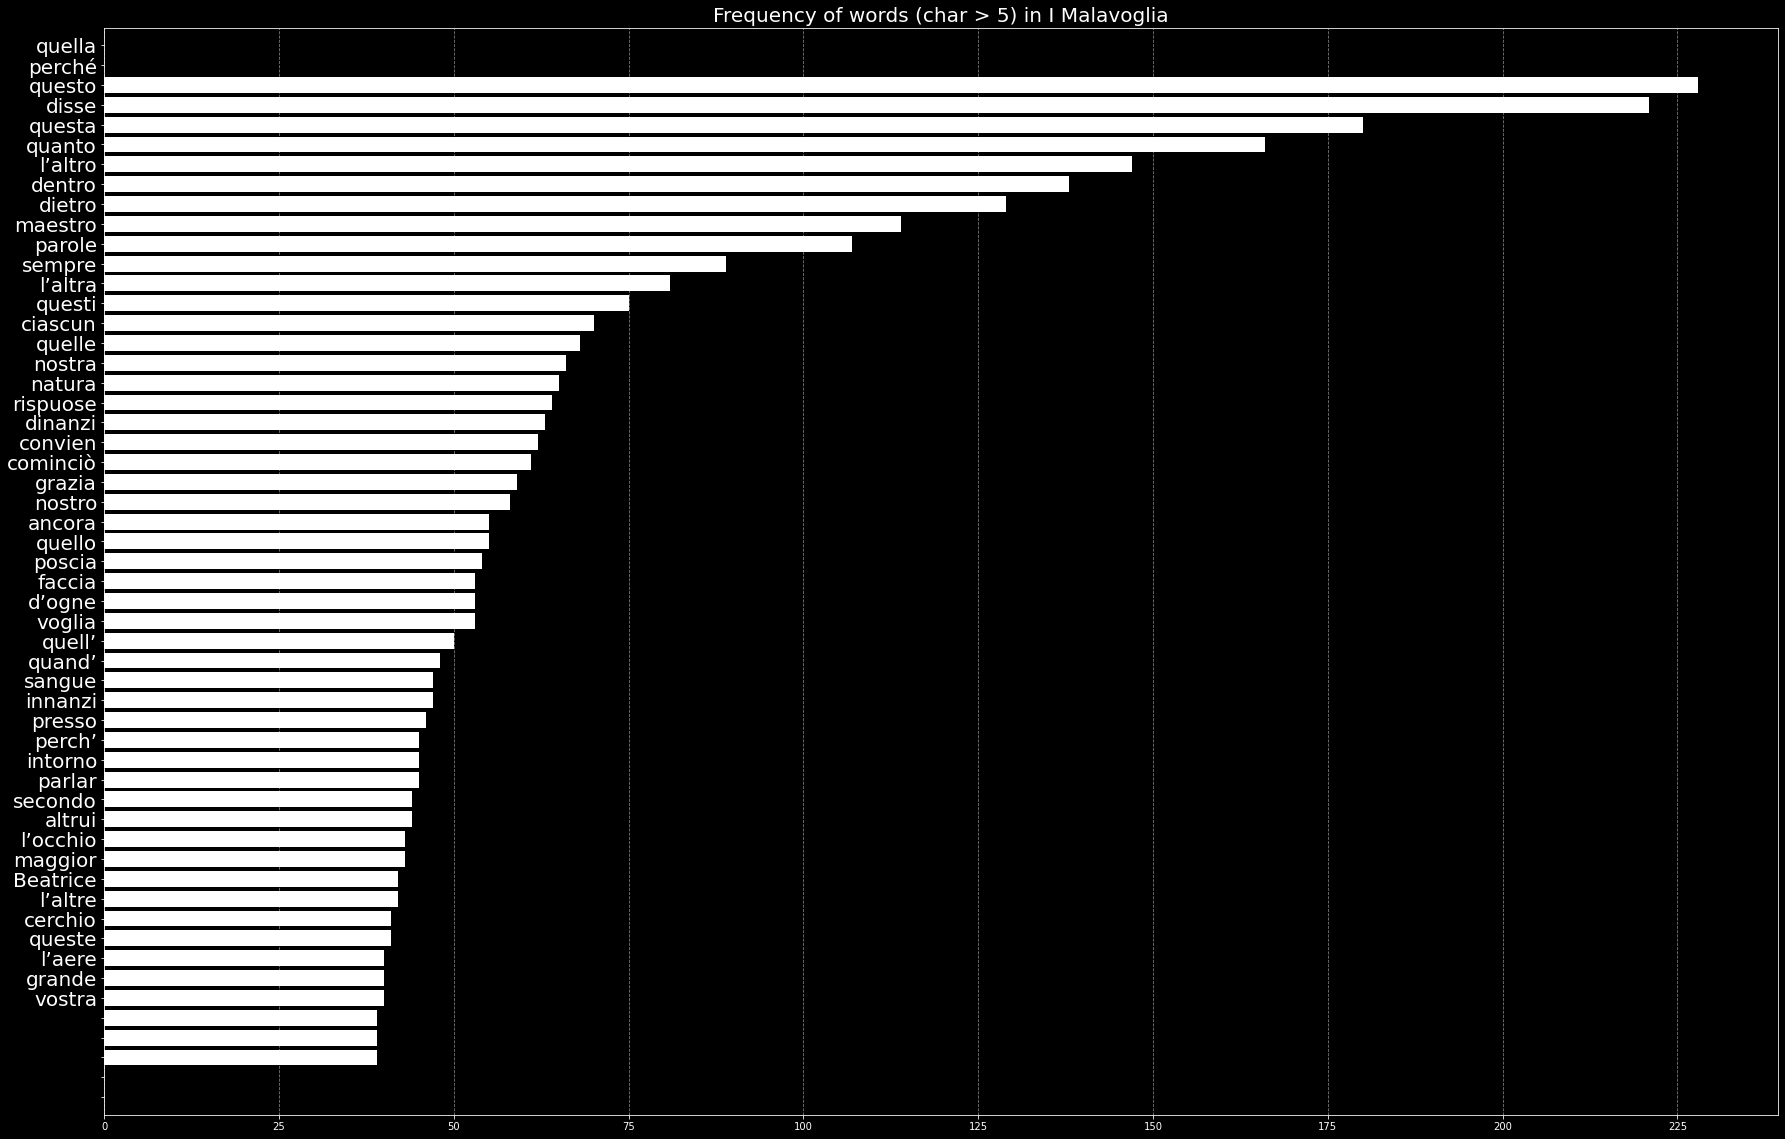 Frequency of words (char > 5) in I Malavoglia
quella
perché
questo
disse
questa
quanto
l’altro
dentro
dietro
maestro
parole
sempre
l’altra
questi
ciascun
quelle
nostra
natura
rispuose
dinanzi
convien
cominciò
grazia
nostro
ancora
quello
poscia
faccia
d’ogne
voglia
quell’
quand’
sangue
innanzi
presso
perch’
intorno
parlar
secondo
altrui
l’occhio
maggior
Beatrice
l’altre
cerchio
queste
l’aere
grande
vostra
0 25 50 75 100 125 150 175 200 225